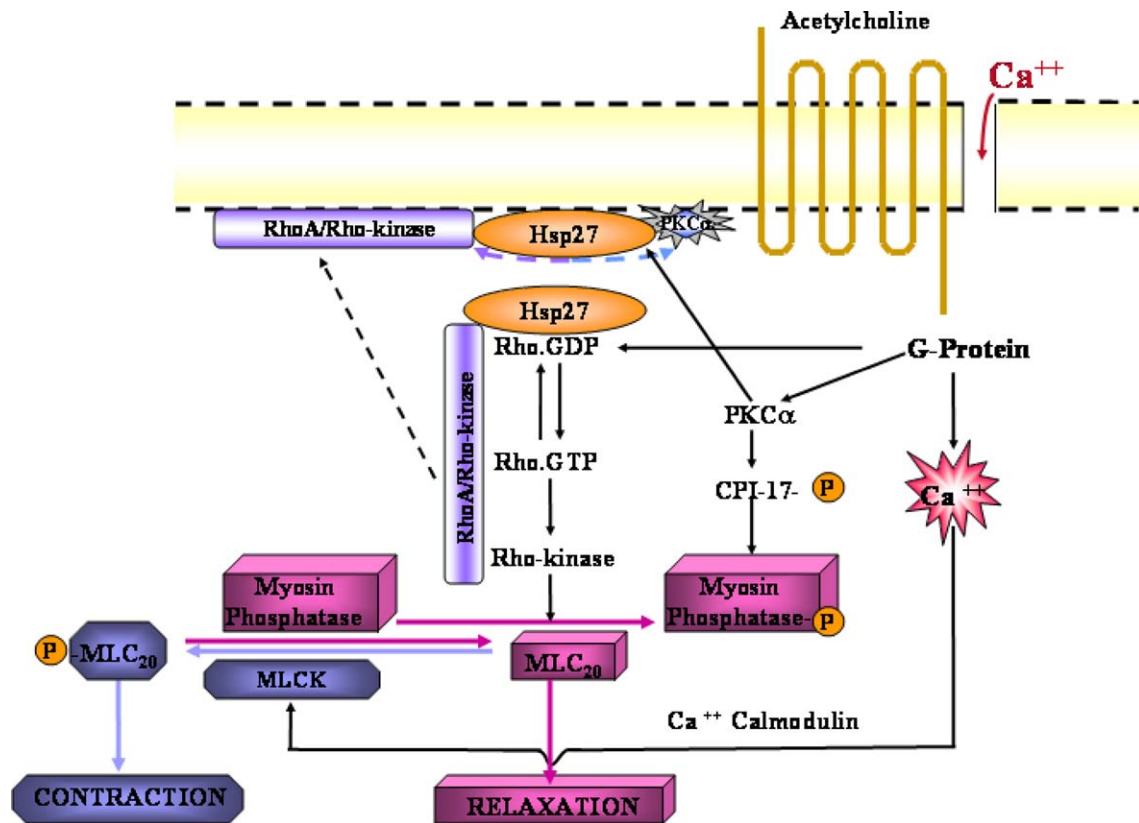 Acetylcholine
Ca++
RhoA/Rho-kinase
Hsp27
PKCα
Hsp27
Rho.GDP
G-Protein
RhoA/Rho-kinase
PKCα
Rho.GTP
CPI-17- P
Ca ++
Rho-kinase
Myosin
Phosphatase
Myosin
Phosphatase-P
P -MLC20
MLC20
MLCK
Ca ++ Calmodulin
CONTRACTION
RELAXATION